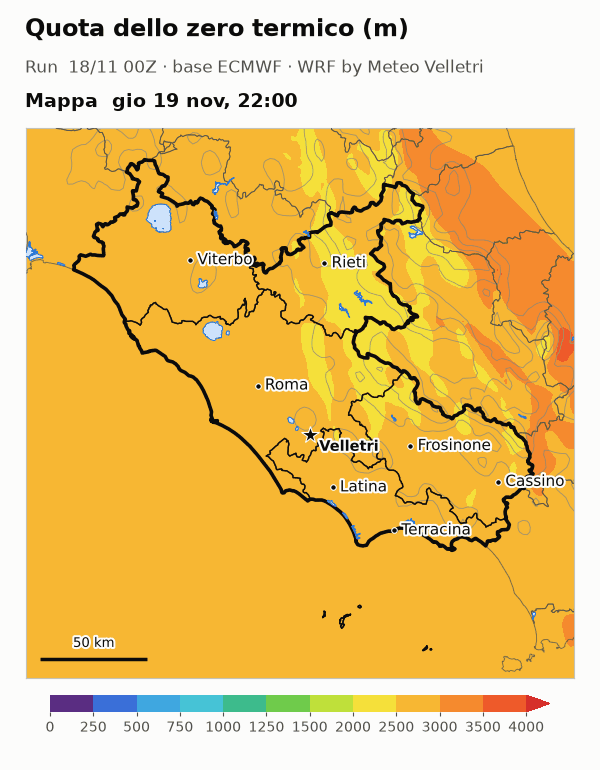 Quota dello zero termico (m)
Run  18/11 00Z · base ECMWF · WRF by Meteo Velletri
Mappa  gio 19 nov, 22:00
Viterbo
Rieti
Roma
Velletri
Frosinone
Cassino
Latina
Terracina
50 km
0 250 500 750 1000 1250 1500 2000 2500 3000 3500 4000